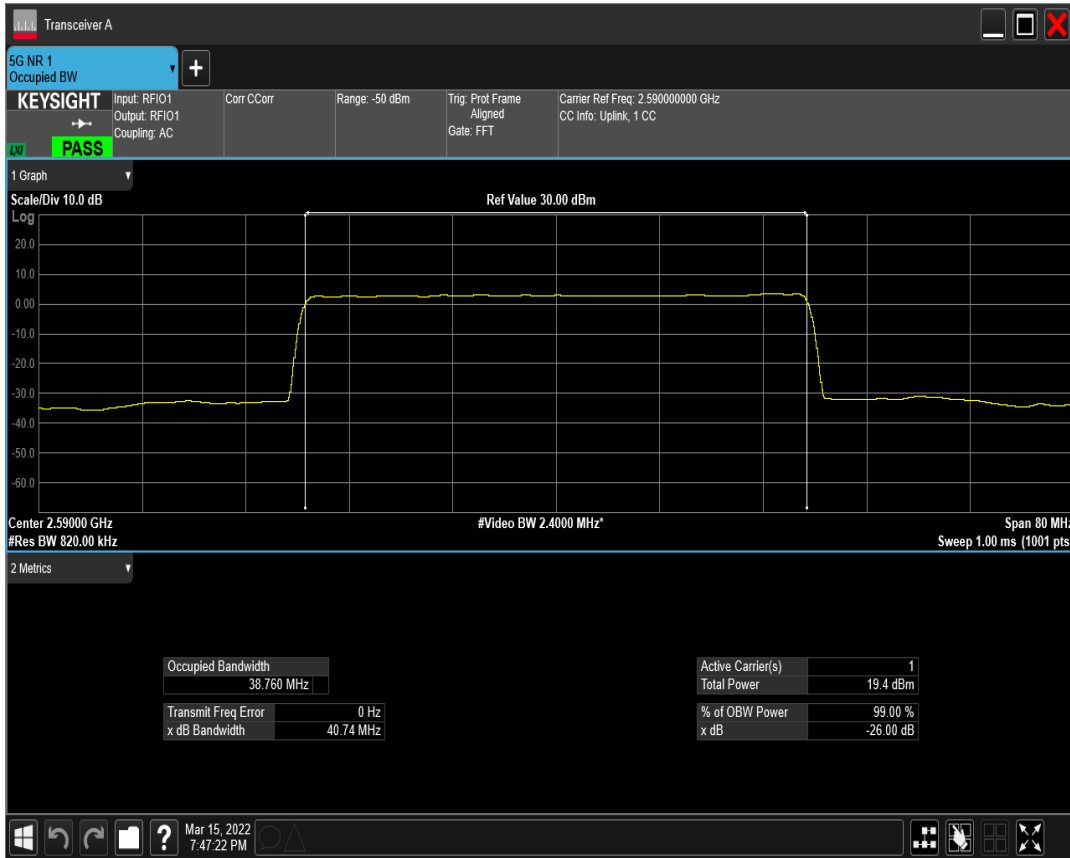 Transceiver A
5G NR 1
Occupied BW
KEYSIGHT
LXI
PASS
Input: RFIO1
Output: RFIO1
Coupling: AC
Corr CCorr
Range: -50 dBm
Trig: Prot Frame
Aligned
Gate: FFT
Carrier Ref Freq: 2.590000000 GHz
CC Info: Uplink, 1 CC
1 Graph
Scale/Div 10.0 dB
Ref Value 30.00 dBm
Log
20.0
10.0
0.00
-10.0
-20.0
-30.0
-40.0
-50.0
-60.0
Center 2.59000 GHz
#Video BW 2.4000 MHz*
Span 80 MHz
#Res BW 820.00 kHz
Sweep 1.00 ms (1001 pts
2 Metrics
Occupied Bandwidth
38.760 MHz
Transmit Freq Error 0 Hz
x dB Bandwidth 40.74 MHz
Active Carrier(s) 1
Total Power 19.4 dBm
% of OBW Power 99.00 %
x dB -26.00 dB
?
Mar 15, 2022
7:47:22 PM